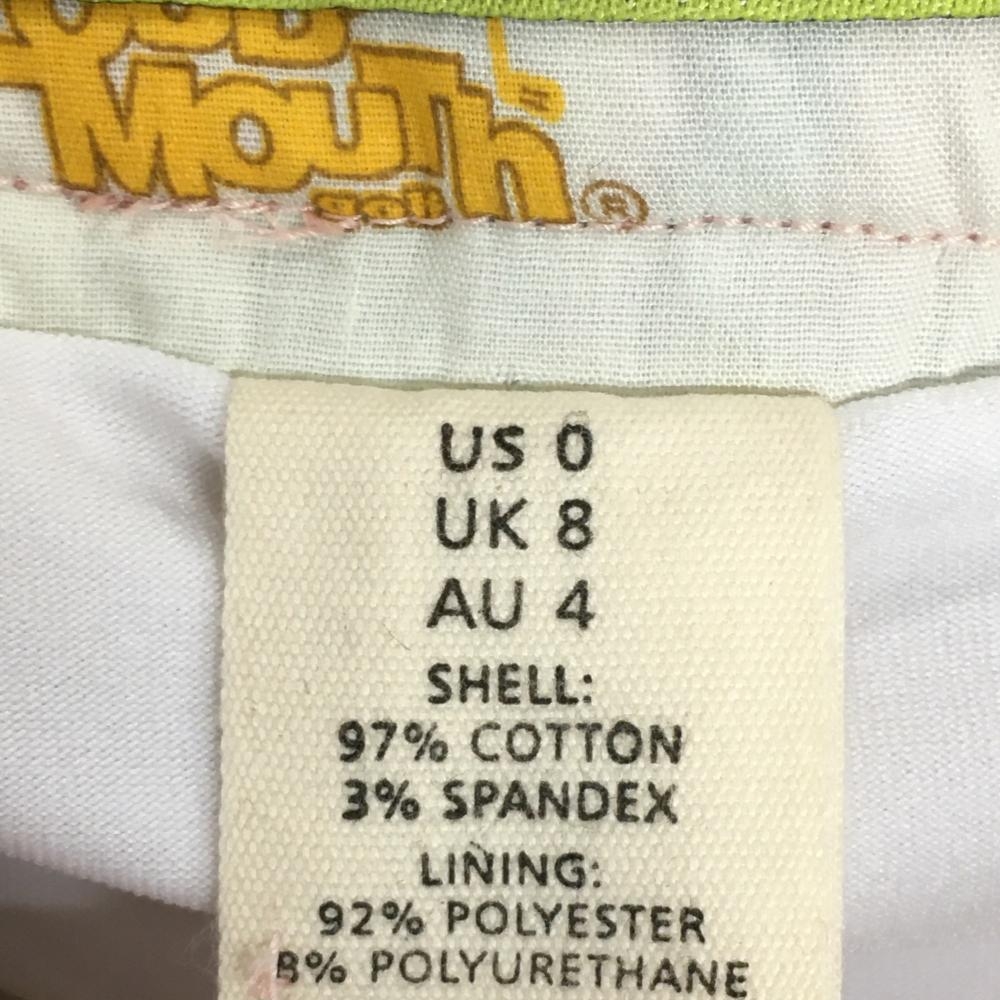 MOUTh
®
US 0
UK 8
AU 4
SHELL:
97% COTTON
3% SPANDEX
LINING:
92% POLYESTER
8% POLYURETHANE